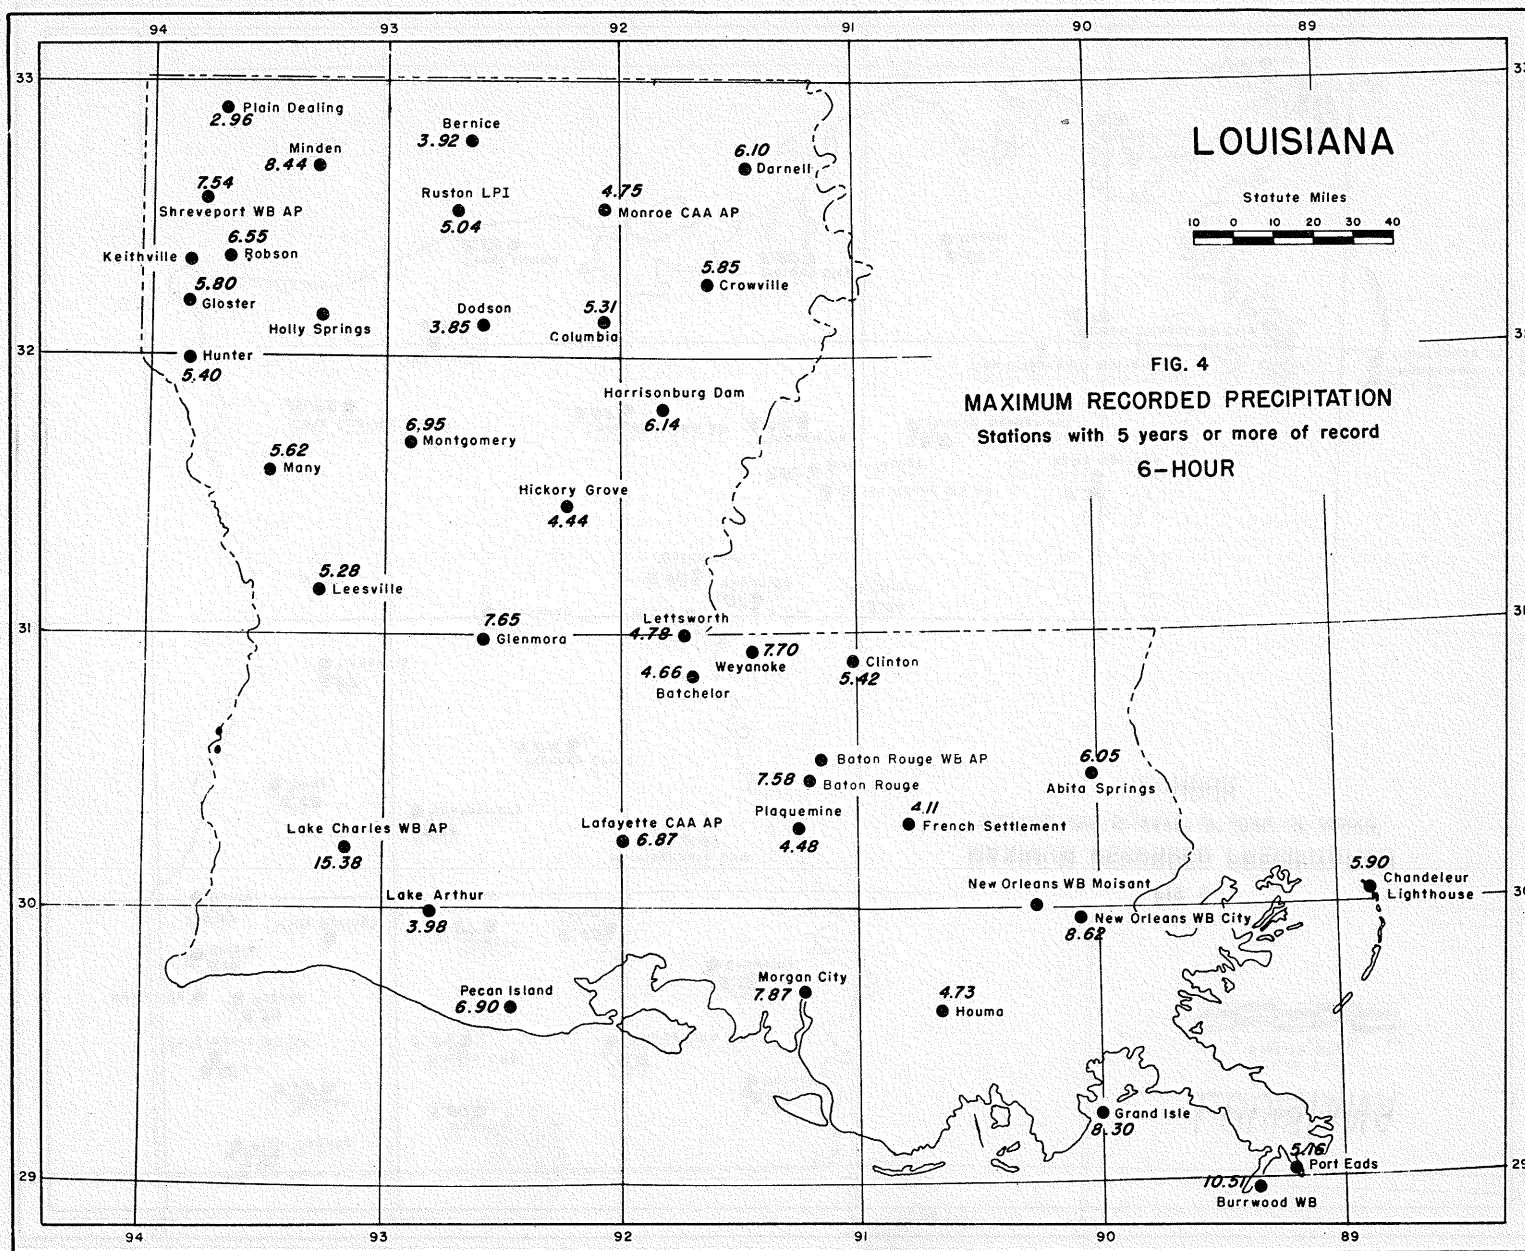 94 93 92 91 90 89
33
33
Plain Dealing
2.96
Bernice
3.92
Minden
8.44
6.10
Darnell
LOUISIANA
7.54
Shreveport WB AP
Ruston LPI
5.04
4.75
Monroe CAA AP
Statute Miles
10 0 10 20 30 40
6.55
Keithville
Robson
5.80
Gloster
5.85
Crowville
Holly Springs
Dodson
3.85
5.31
Columbia
32
Hunter
5.40
FIG. 4
MAXIMUM RECORDED PRECIPITATION
Stations with 5 years or more of record
6-HOUR
Harrisonburg Dam
6.14
6.95
Montgomery
5.62
Many
Hickory Grove
4.44
5.28
Leesville
31
7.65
Glenmora
Lettsworth
4.78
Weyanoke
7.70
Clinton
5.42
4.66
Batchelor
Baton Rouge WB AP
7.58
Baton Rouge
6.05
Abita Springs
Plaquemine
4.48
4.11
French Settlement
Lake Charles WB AP
15.38
Lafayette CAA AP
6.87
5.90
Chandeleur
Lighthouse
New Orleans WB Moisant
New Orleans WB City
8.62
30
Lake Arthur
3.98
Pecan Island
6.90
Morgan City
7.87
4.73
Houma
Grand Isle
8.30
5.16
Port Eads
29
10.51
Burrwood WB
94 93 92 91 90 89